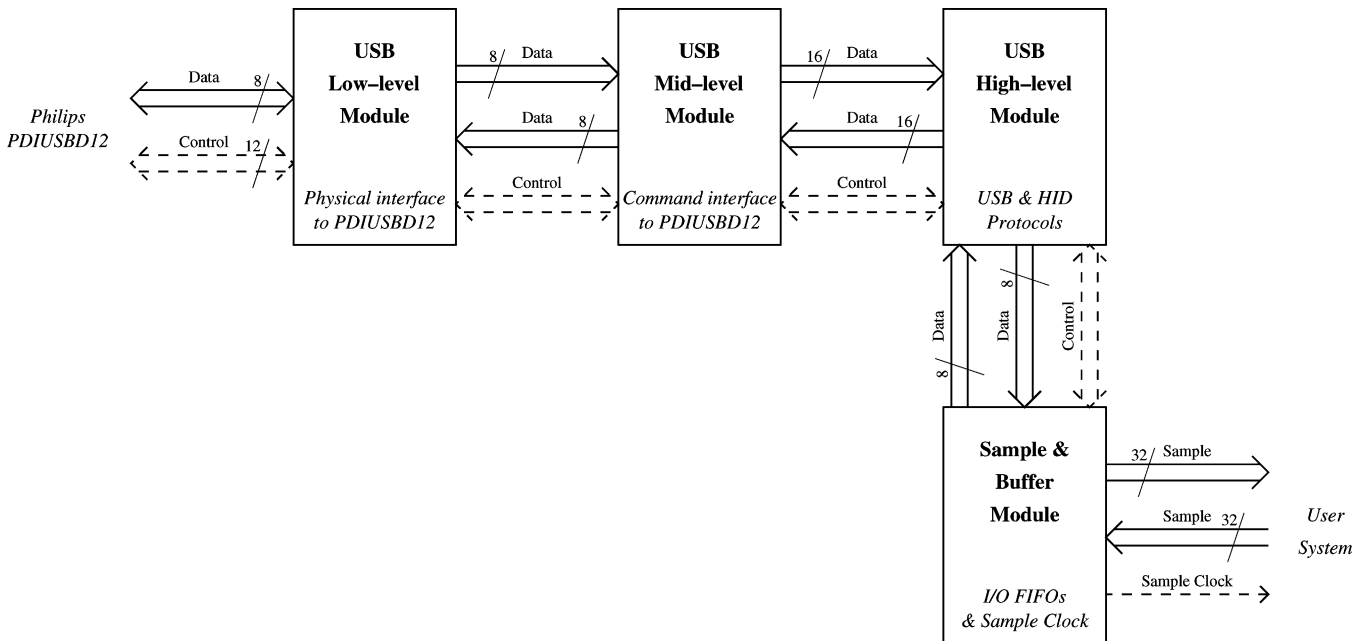 Philips
PDIUSBD12
Data
8
Control
12
USB
Low–level
Module
Physical interface
to PDIUSBD12
8
Data
Data
8
Control
USB
Mid–level
Module
Command interface
to PDIUSBD12
16
Data
Data
16
Control
USB
High–level
Module
USB & HID
Protocols
8
Data
8
Data
Control
Sample &
Buffer
Module
I/O FIFOs
& Sample Clock
32
Sample
Sample
32
Sample Clock
User
System